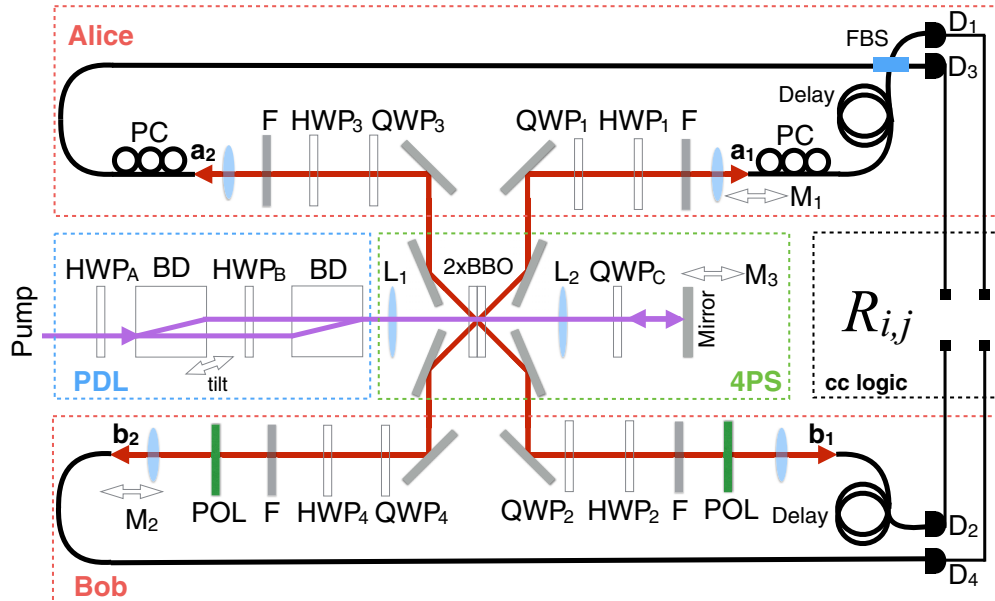 Alice
FBS
D1
D3
Delay
PC
a2
F
HWP3
QWP3
QWP1
HWP1
F
a1
PC
M1
HWPA
BD
HWPB
BD
L1
2xBBO
L2
QWPC
M3
Mirror
Pump
tilt
PDL
4PS
Ri,j
cc logic
b2
M2
POL
F
HWP4
QWP4
QWP2
HWP2
F
POL
b1
Delay
D2
D4
Bob